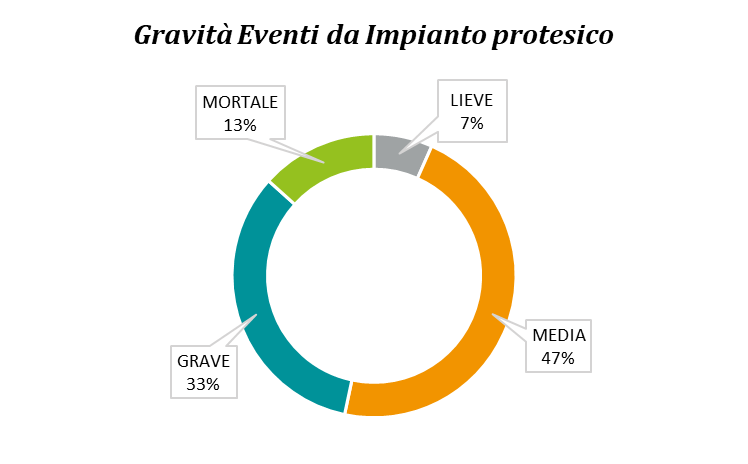 Gravità Eventi da Impianto protesico
MORTALE
13%
LIEVE
7%
MEDIA
47%
GRAVE
33%